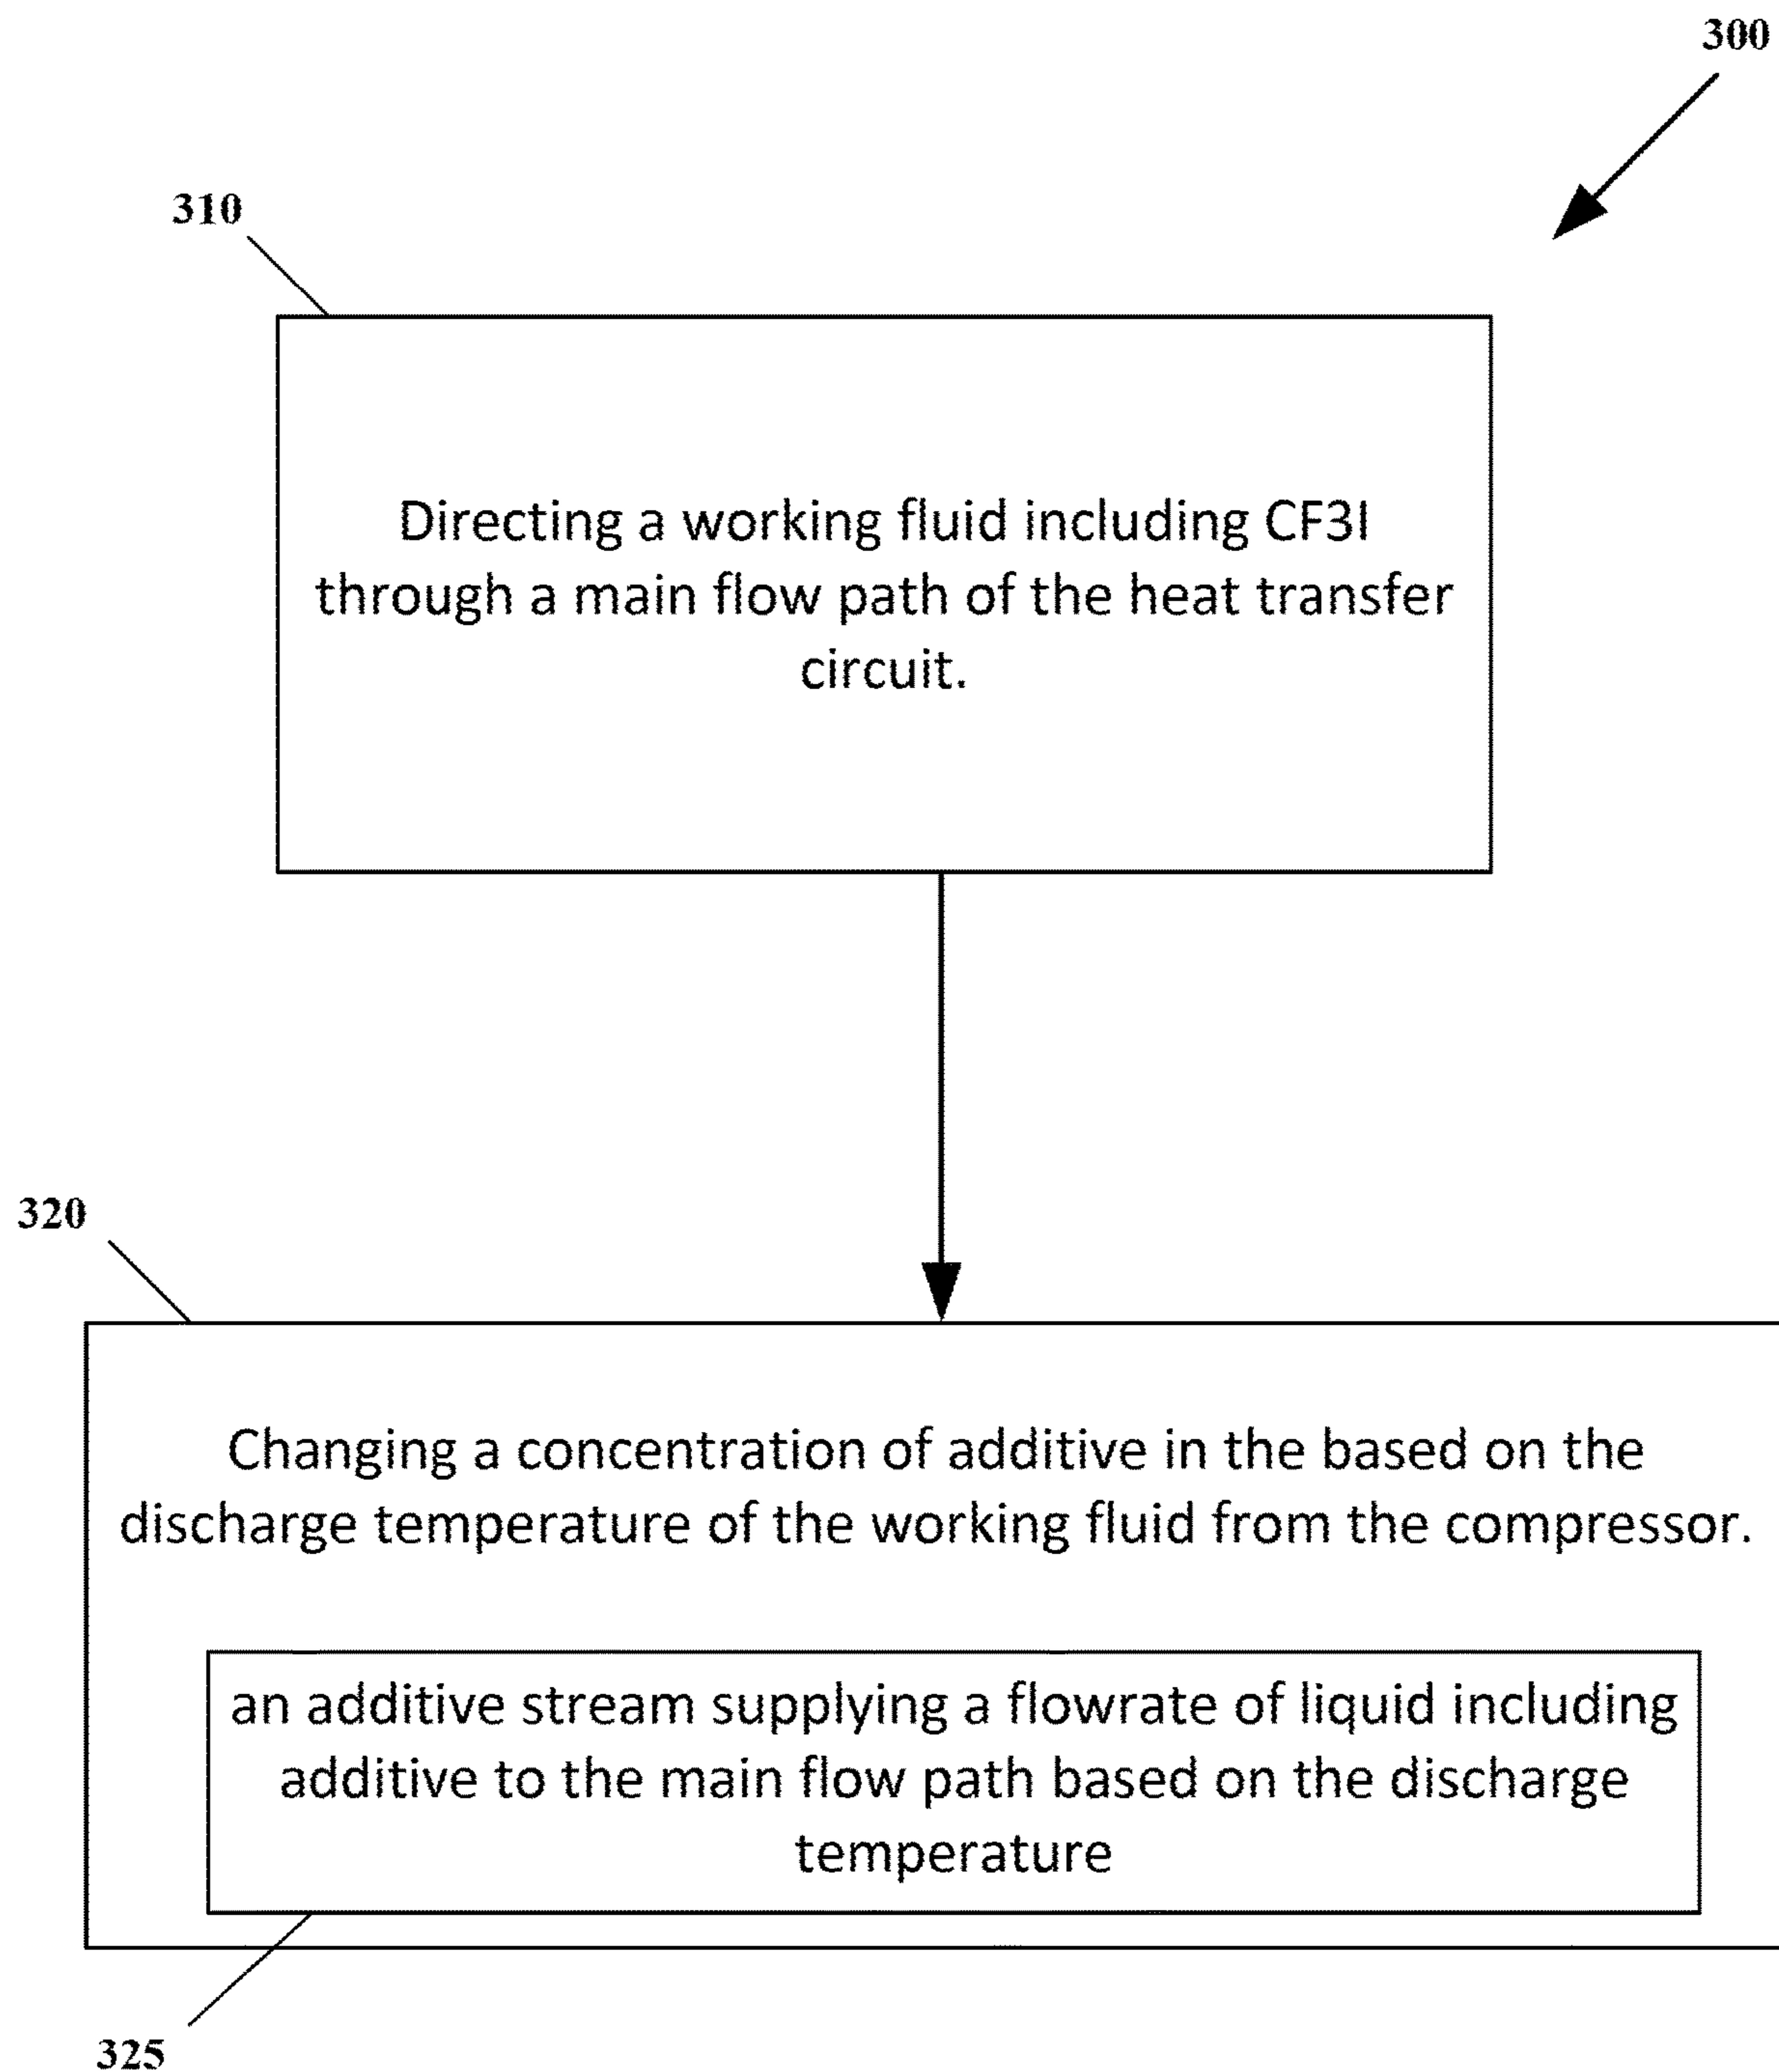 300
310
Directing a working fluid including CF3I
through a main flow path of the heat transfer
circuit.
320
Changing a concentration of additive in the based on the
discharge temperature of the working fluid from the compressor.
an additive stream supplying a flowrate of liquid including
additive to the main flow path based on the discharge
temperature
325